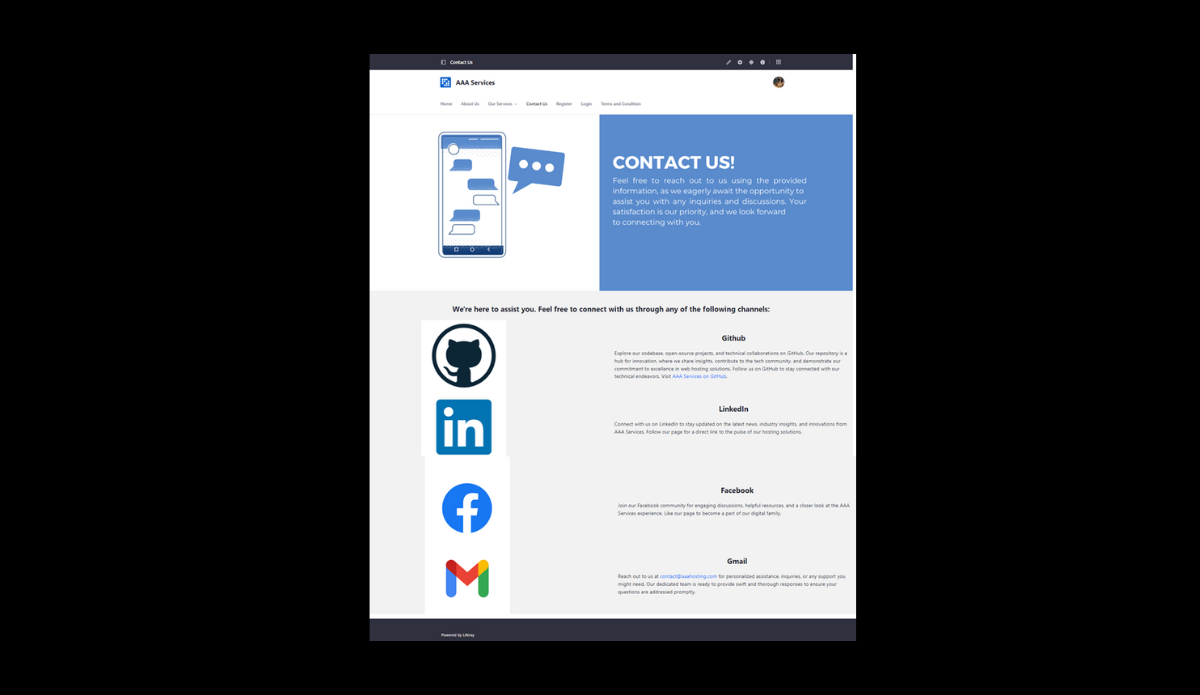 Contact Us
AAA Services
Home About Us Our Services Contact Us Register Login Terms and Condition
CONTACT US!
Feel free to reach out to us using the provided
information, as we eagerly await the opportunity to
assist you with any inquiries and discussions. Your
satisfaction is our priority, and we look forward
to connecting with you.
We're here to assist you. Feel free to connect with us through any of the following channels:
Github
Explore our codebase, open-source projects, and technical collaborations on GitHub. Our repository is a
hub for innovation, where we share insights, contribute to the tech community, and demonstrate our
commitment to excellence in web hosting solutions. Follow us on GitHub to stay connected with our
technical endeavors. Visit AAA Services on GitHub.
in
LinkedIn
Connect with us on LinkedIn to stay updated on the latest news, industry insights, and innovations from
AAA Services. Follow our page for a direct link to the pulse of our hosting solutions.
Facebook
Join our Facebook community for engaging discussions, helpful resources, and a closer look at the AAA
Services experience. Like our page to become a part of our digital family.
Gmail
Reach out to us at contact@aaahosting.com for personalized assistance, inquiries, or any support you
might need. Our dedicated team is ready to provide swift and thorough responses to ensure your
questions are addressed promptly.
Powered by Liferay